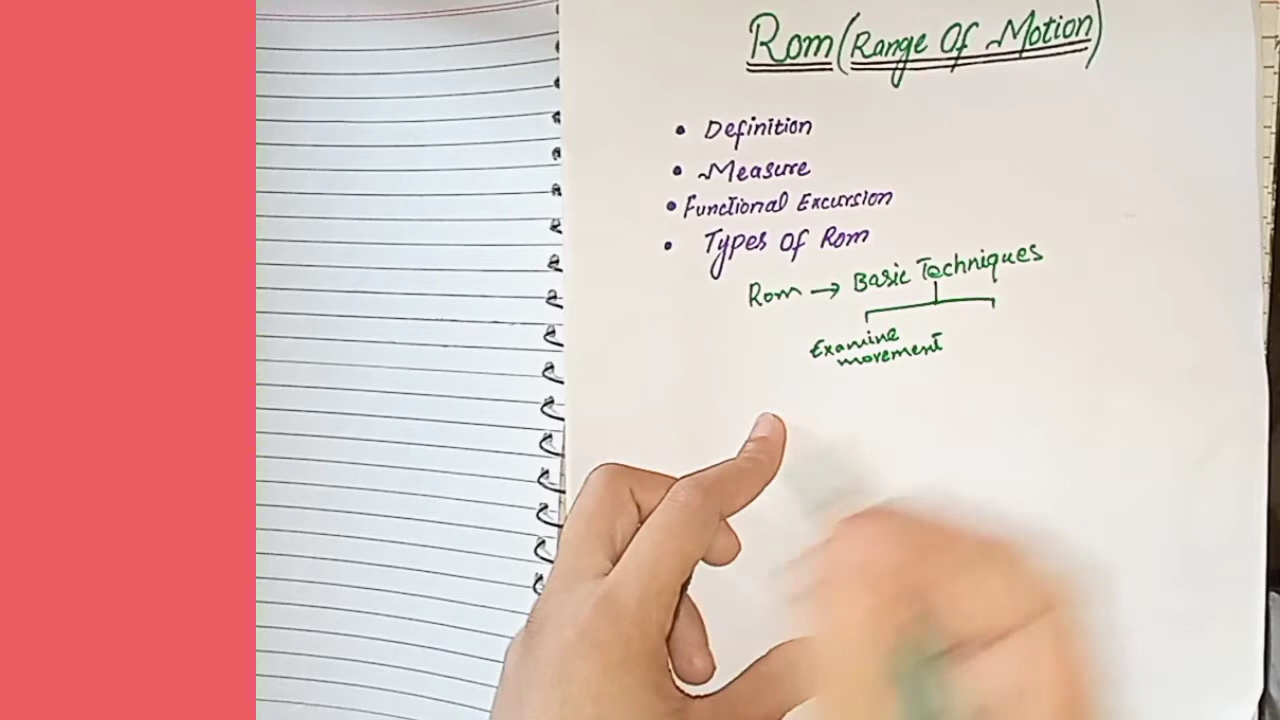 Rom (Range Of Motion)
• Definition
• Measure
• Functional Excursion
• Types Of Rom
Rom → Basic Techniques
Examine
movement